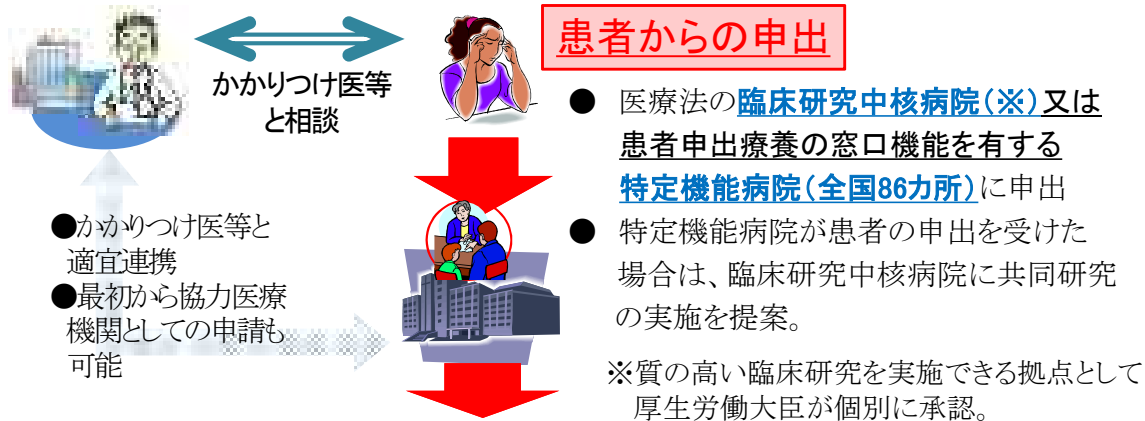 かかりつけ医等
と相談
患者からの申出
● 医療法の臨床研究中核病院(※)又は
患者申出療養の窓口機能を有する
特定機能病院(全国86カ所)に申出
● 特定機能病院が患者の申出を受けた
場合は、臨床研究中核病院に共同研究
の実施を提案。
※質の高い臨床研究を実施できる拠点として
厚生労働大臣が個別に承認。
●かかりつけ医等と
適宜連携
●最初から協力医療
機関としての申請も
可能